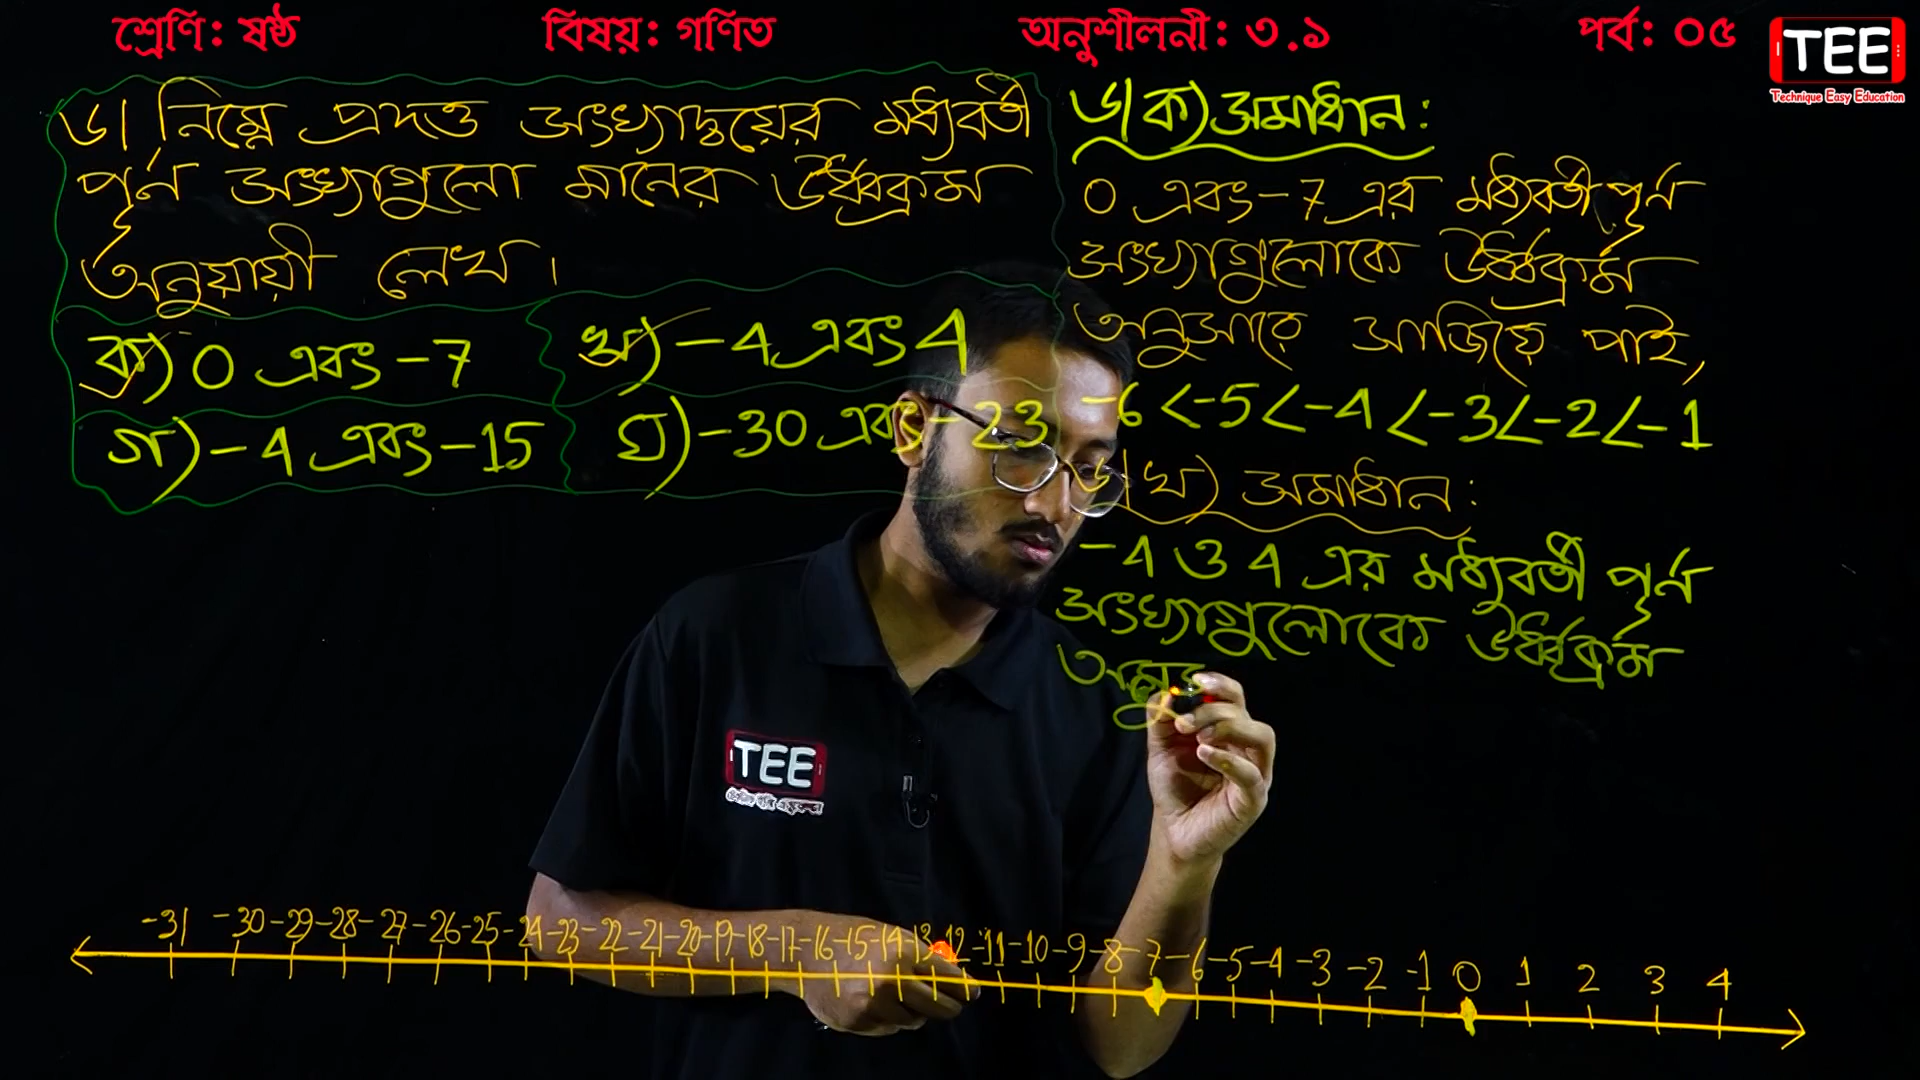 শ্রেণি: ষষ্ঠ বিষয়: গণিত অনুশীলনী: ৩.১ পর্ব: ০৫
TEE
Technique Easy Education
৬। নিম্নে প্রদত্ত সংখ্যাদ্বয়ের মধ্যবর্তী
পূর্ণ সংখ্যাগুলো মানের ঊর্ধ্বক্রম
অনুযায়ী লেখ।
ক) 0 এবং -7 খ) -4 এবং 4
গ) -4 এবং -15 ঘ) -30 এবং -23
৬।ক) সমাধান:
0 এবং -7 এর মধ্যবর্তী পূর্ণ
সংখ্যাগুলোকে ঊর্ধ্বক্রম
অনুসারে সাজিয়ে পাই,
-6 < -5 < -4 < -3 < -2 < -1
৬।খ) সমাধান:
-4 ও 4 এর মধ্যবর্তী পূর্ণ
সংখ্যাগুলোকে ঊর্ধ্বক্রম
TEE
-31 -30 -29 -28 -27 -26 -25 -24 -23 -22 -21 -20 -19 -18 -17 -16 -15 -14 -13 -12 -11 -10 -9 -8 -7 -6 -5 -4 -3 -2 -1 0 1 2 3 4